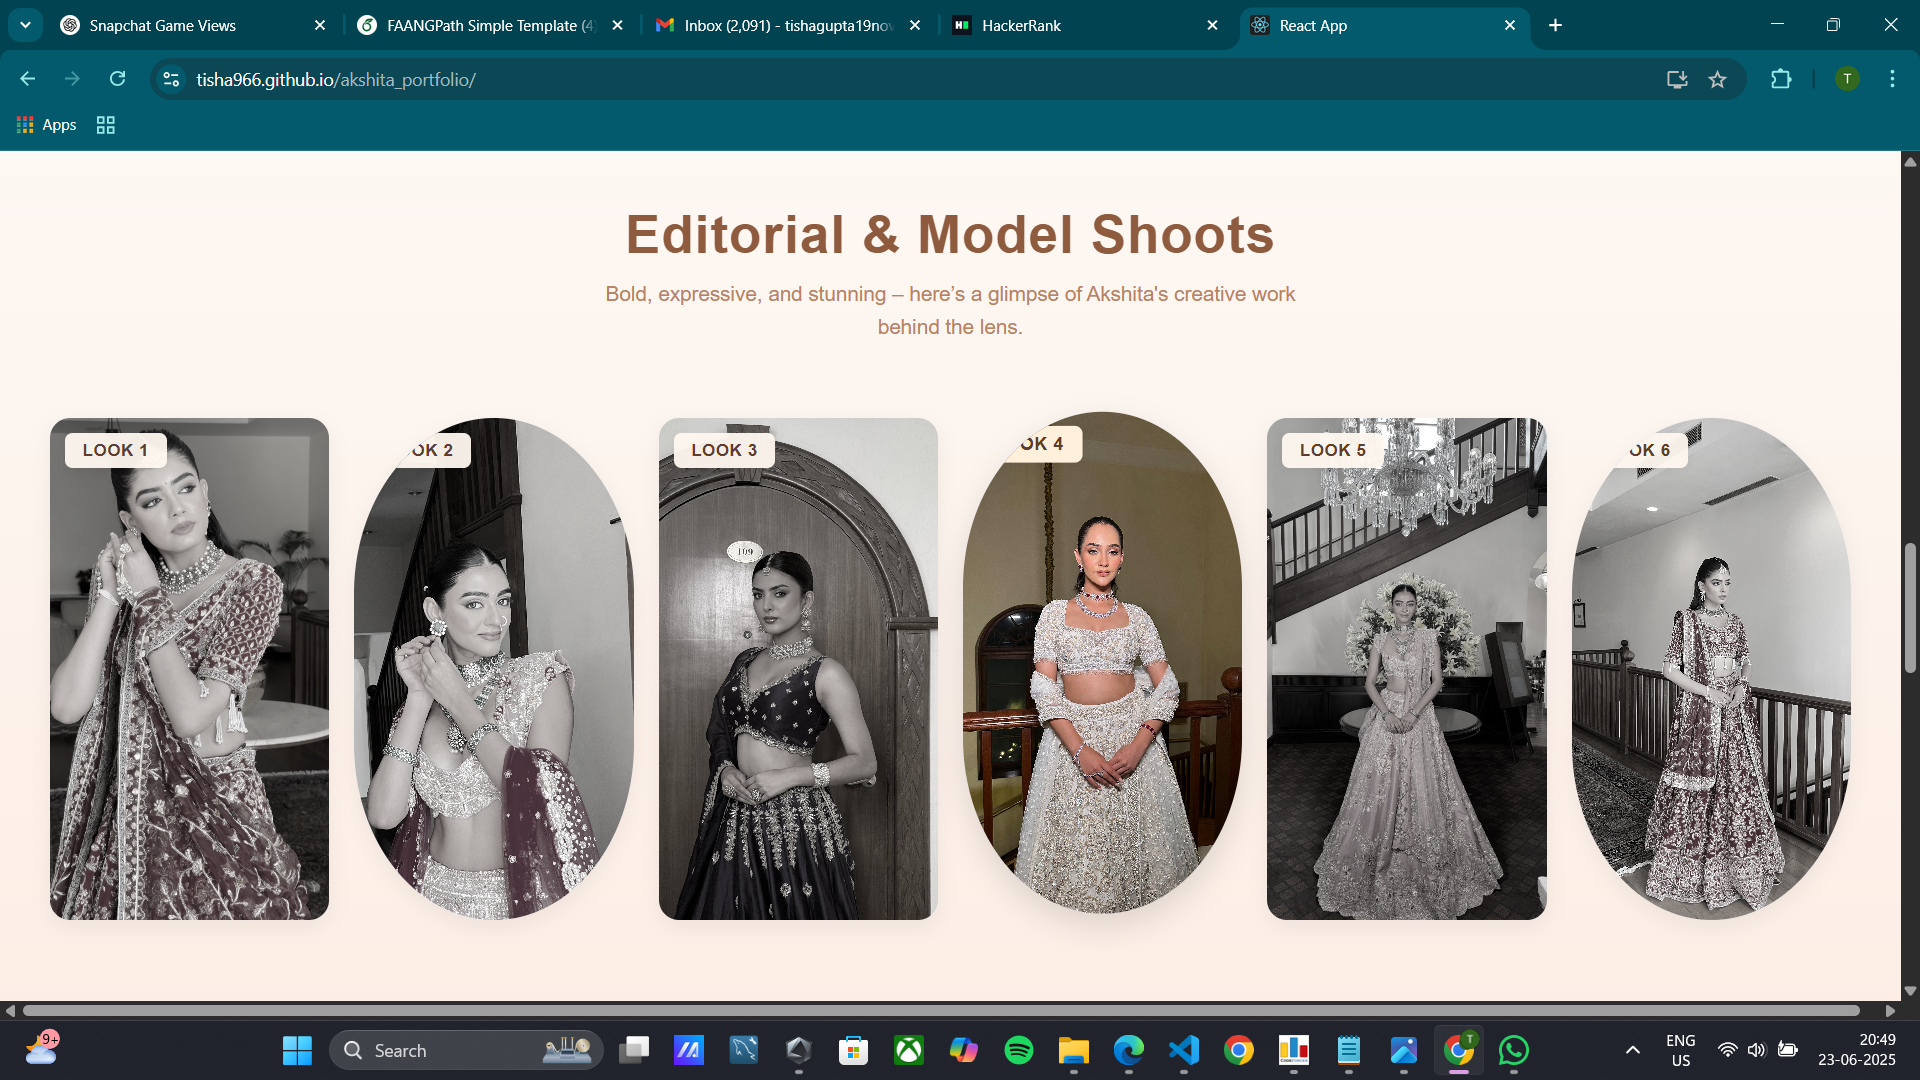 Snapchat Game Views
FAANGPath Simple Template (4
Inbox (2,091) - tishagupta19nov
HackerRank
React App
tisha966.github.io/akshita_portfolio/
T
Apps
Editorial & Model Shoots
Bold, expressive, and stunning – here’s a glimpse of Akshita's creative work
behind the lens.
LOOK 1
OK 2
LOOK 3
OK 4
LOOK 5
OK 6
109
9+
Search
T
ENG
US
20:49
23-06-2025